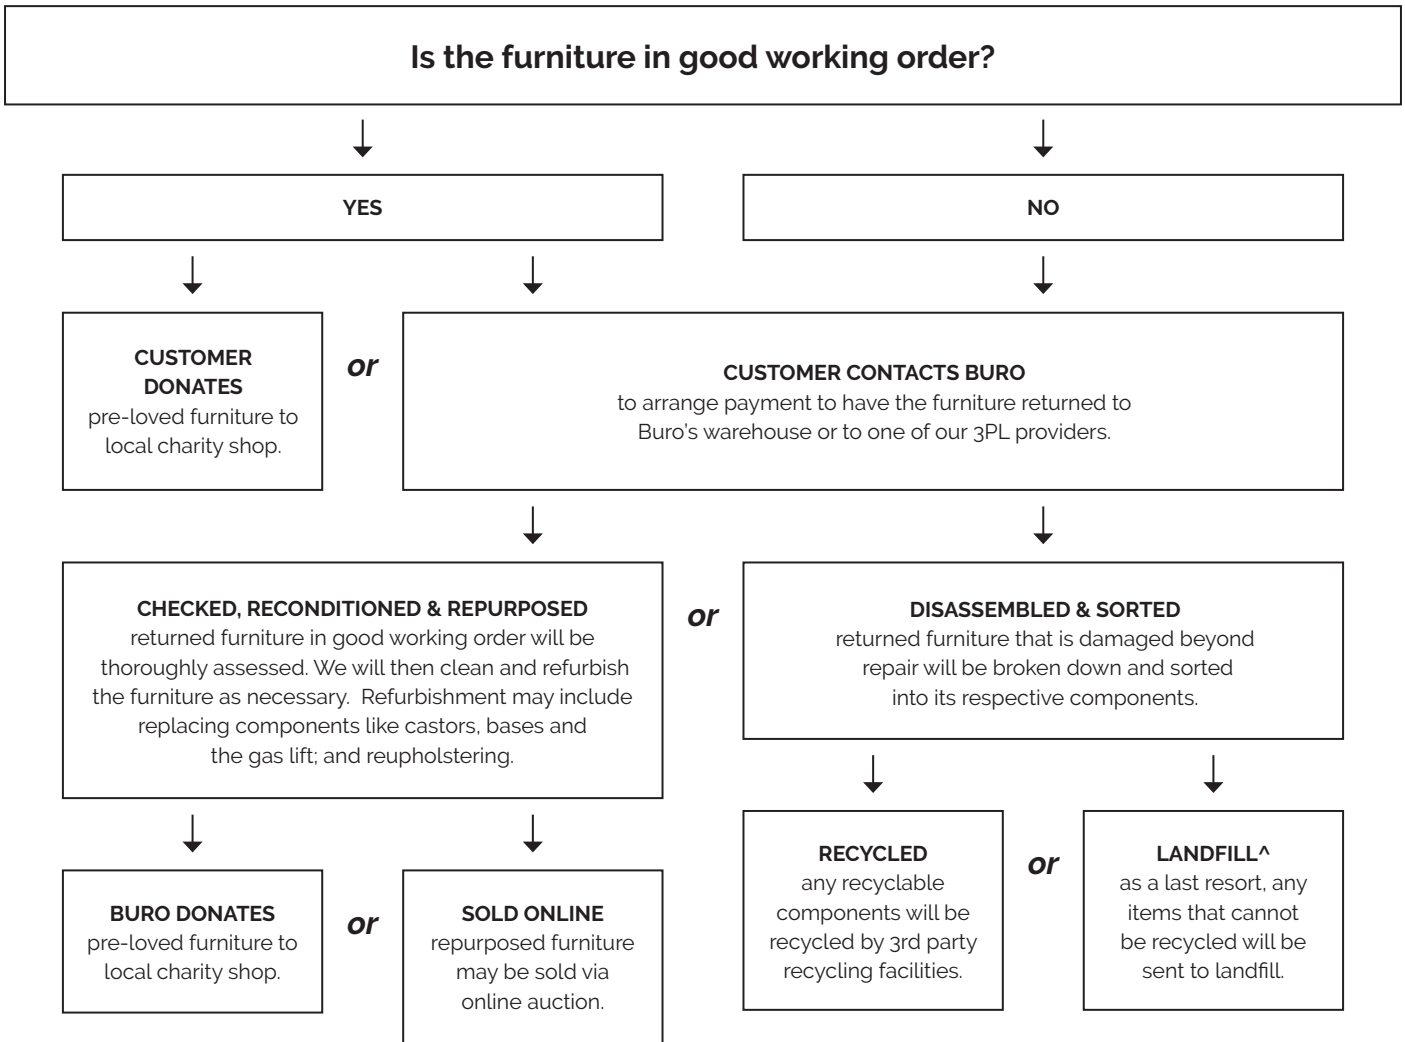 Is the furniture in good working order?
YES
NO
CUSTOMER
DONATES
pre-loved furniture to
local charity shop.
or
CUSTOMER CONTACTS BURO
to arrange payment to have the furniture returned to
Buro's warehouse or to one of our 3PL providers.
CHECKED, RECONDITIONED & REPURPOSED
returned furniture in good working order will be
thoroughly assessed. We will then clean and refurbish
the furniture as necessary.  Refurbishment may include
replacing components like castors, bases and
the gas lift; and reupholstering.
or
DISASSEMBLED & SORTED
returned furniture that is damaged beyond
repair will be broken down and sorted
into its respective components.
BURO DONATES
pre-loved furniture to
local charity shop.
or
SOLD ONLINE
repurposed furniture
may be sold via
online auction.
RECYCLED
any recyclable
components will be
recycled by 3rd party
recycling facilities.
or
LANDFILL^
as a last resort, any
items that cannot
be recycled will be
sent to landfill.